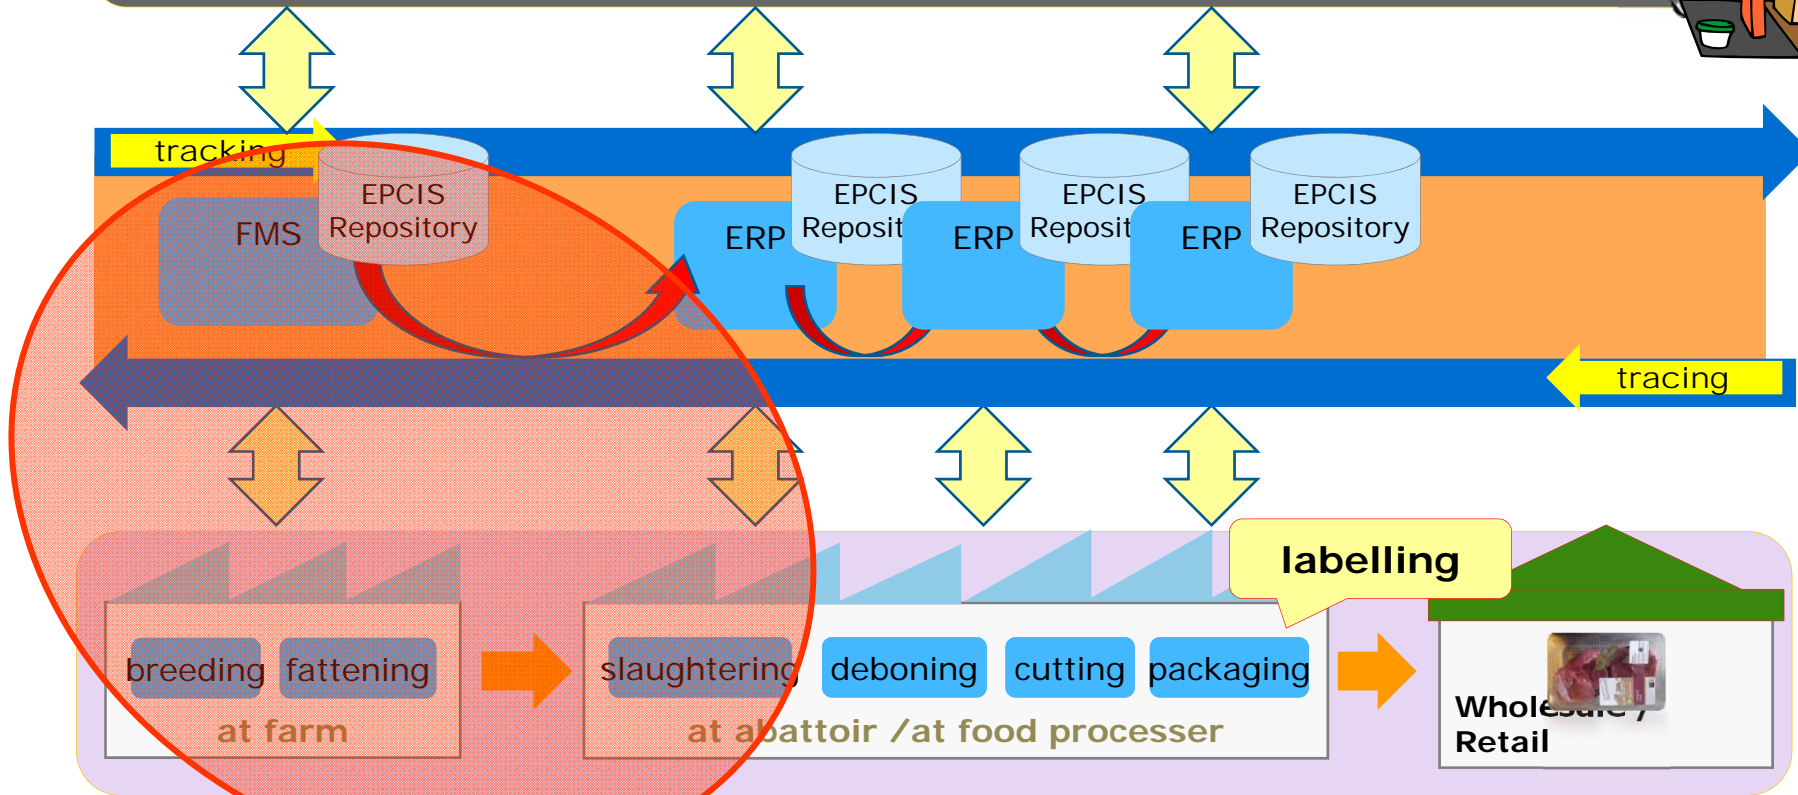 tracking
EPCIS
Repository
FMS
EPCIS
Reposit
ERP
EPCIS
Reposit
ERP
EPCIS
Repository
ERP
tracing
labelling
breeding
fattening
slaughtering
deboning
cutting
packaging
at farm
at abattoir /at food processer
Wholesale /
Retail